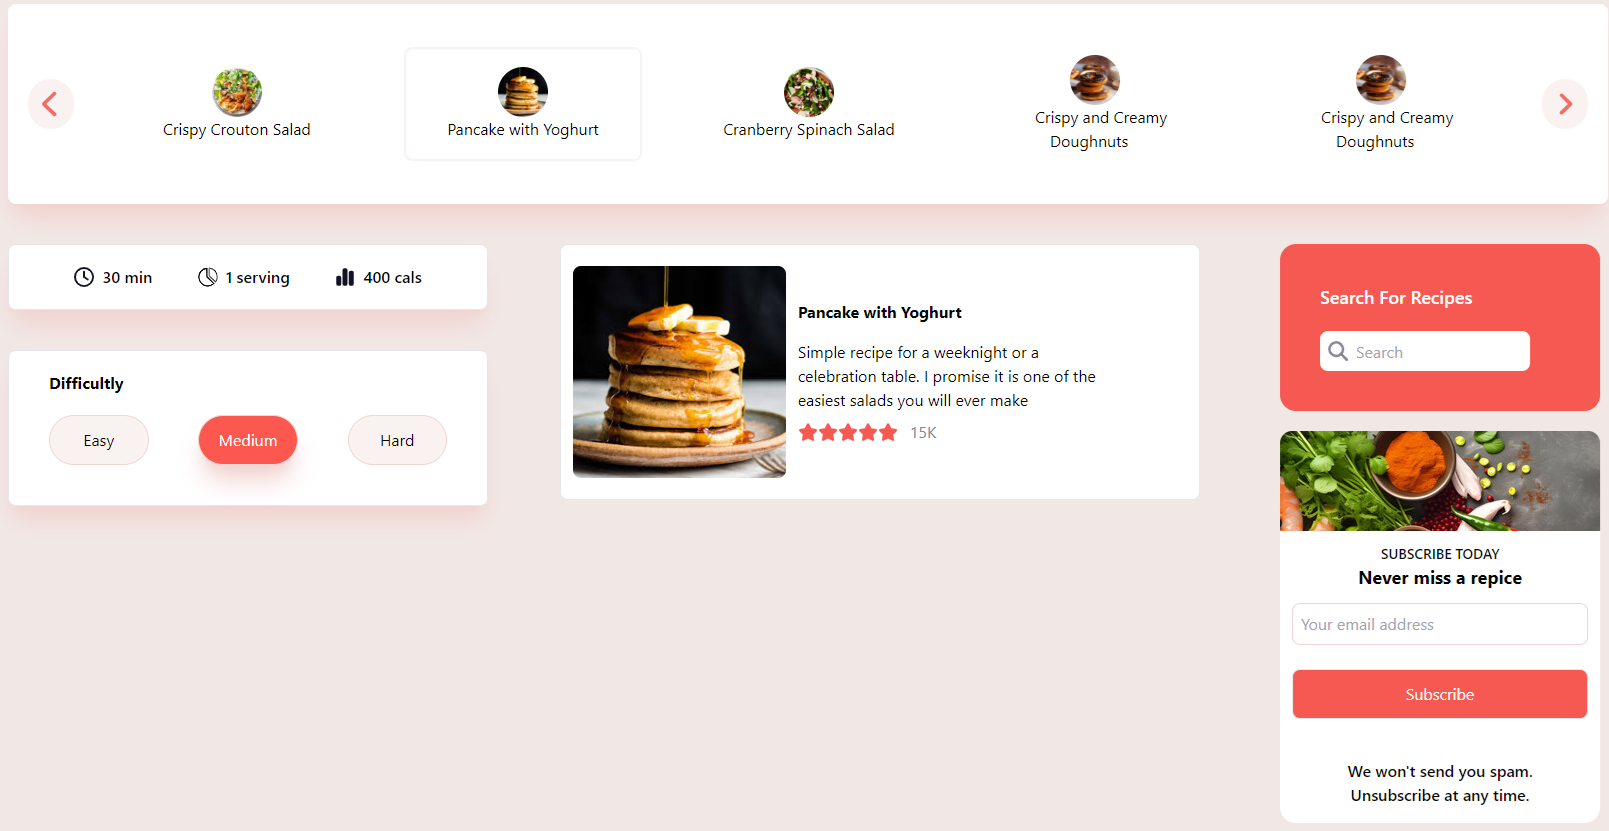 Crispy Crouton Salad
Pancake with Yoghurt
Cranberry Spinach Salad
Crispy and Creamy
Doughnuts
Crispy and Creamy
Doughnuts
30 min
1 serving
400 cals
Difficultly
Easy
Medium
Hard
Pancake with Yoghurt
Simple recipe for a weeknight or a
celebration table. I promise it is one of the
easiest salads you will ever make
15K
Search For Recipes
Search
SUBSCRIBE TODAY
Never miss a repice
Your email address
Subscribe
We won't send you spam.
Unsubscribe at any time.